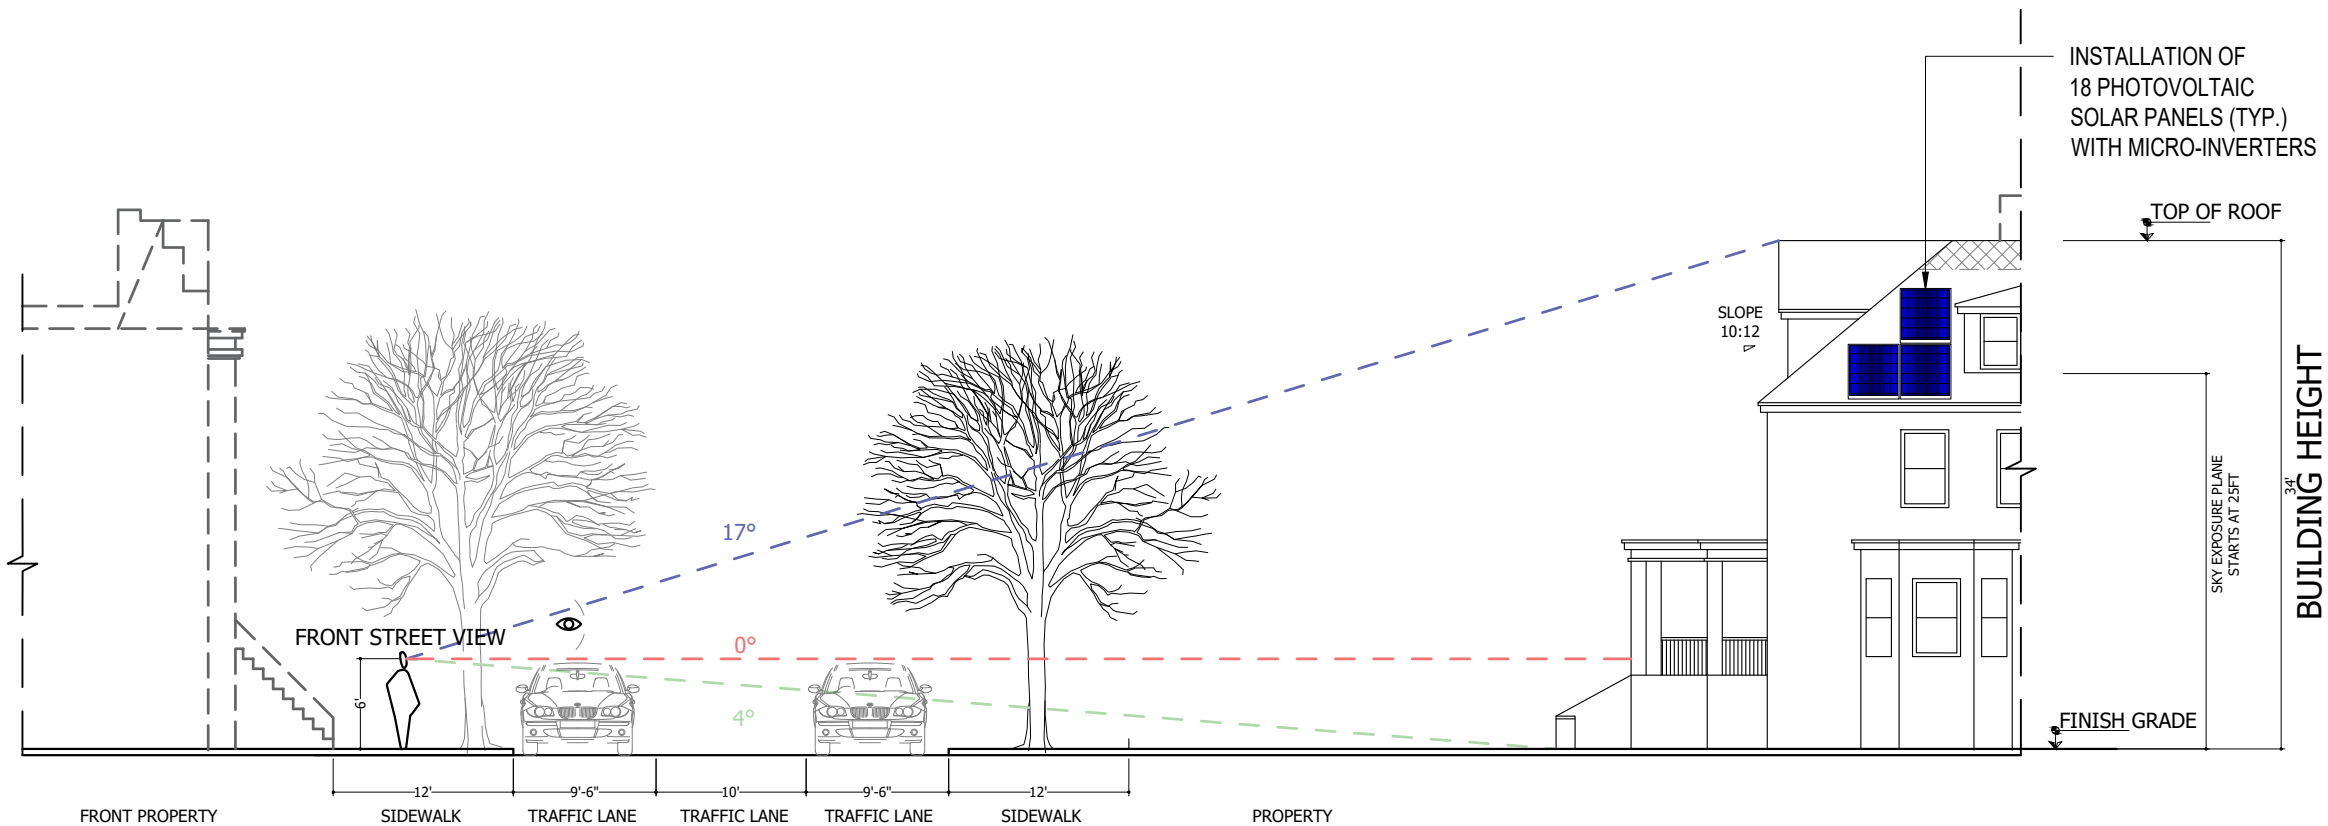 INSTALLATION OF
18 PHOTOVOLTAIC
SOLAR PANELS (TYP.)
WITH MICRO-INVERTERS
TOP OF ROOF
SLOPE
10:12
BUILDING HEIGHT
34'
SKY EXPOSURE PLANE
STARTS AT 25FT
17°
FRONT STREET VIEW
0°
6'
4°
FINISH GRADE
12'
9'-6"
10'
9'-6"
12'
FRONT PROPERTY
SIDEWALK
TRAFFIC LANE
TRAFFIC LANE
TRAFFIC LANE
SIDEWALK
PROPERTY